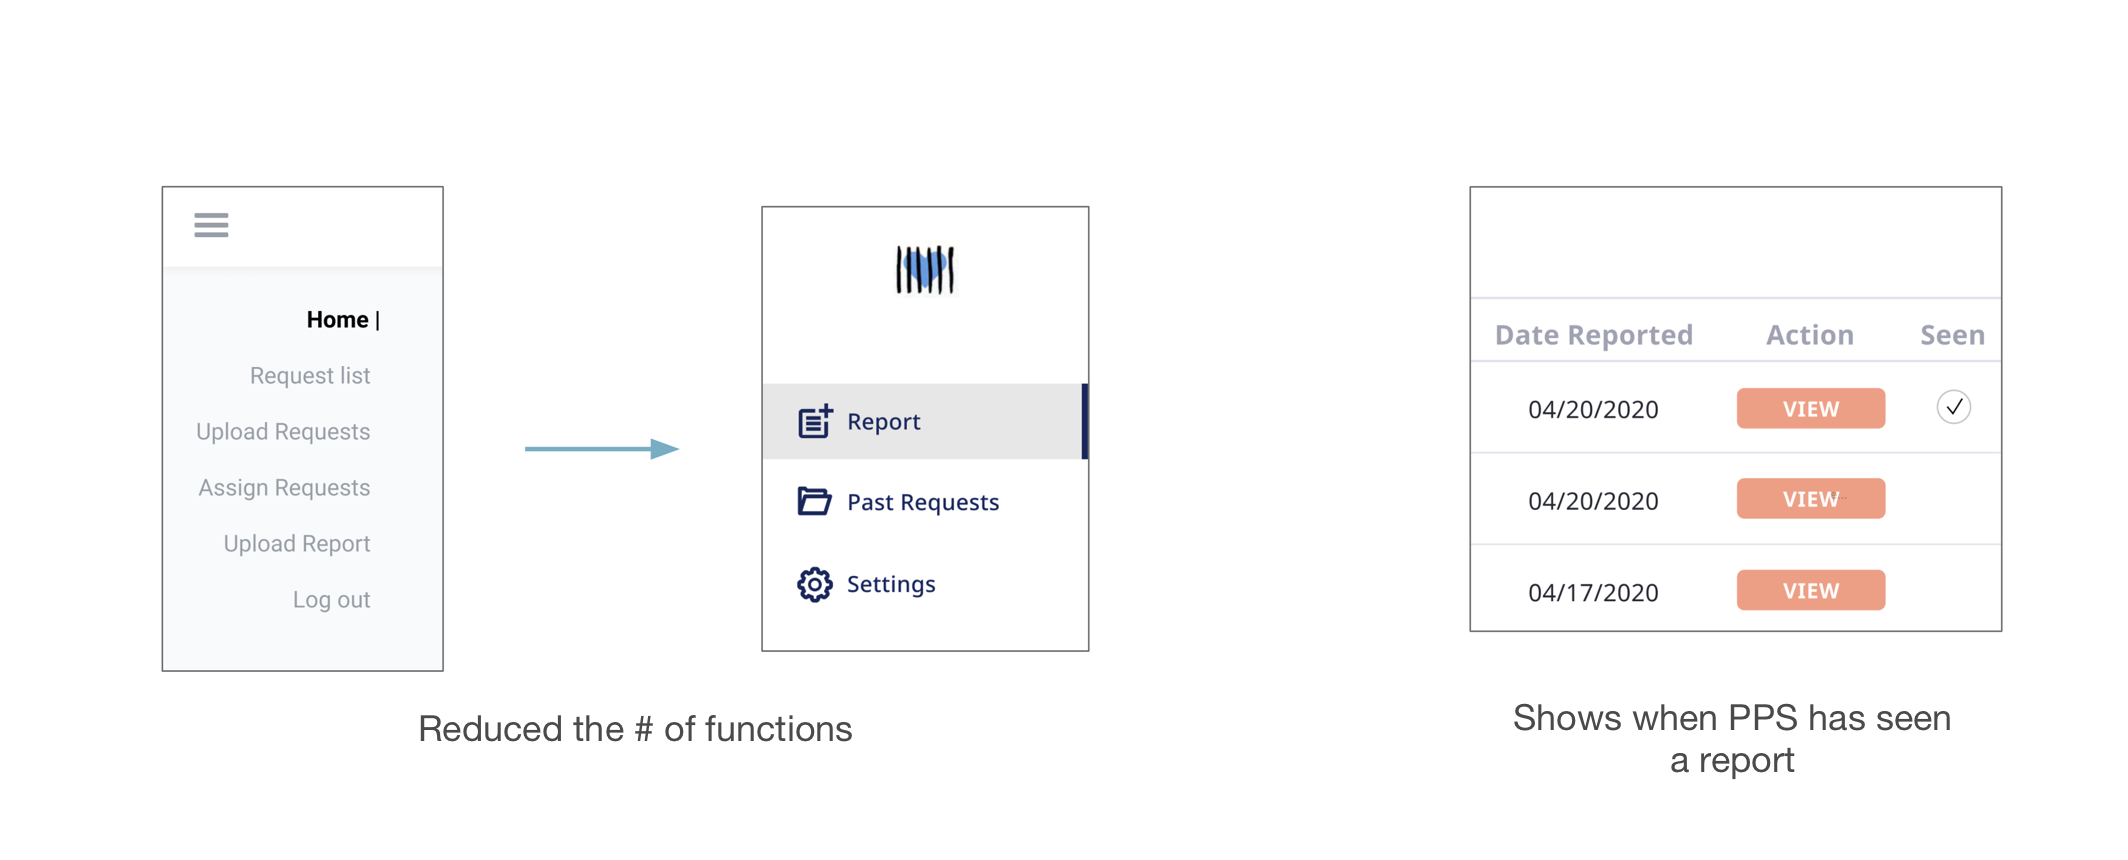 Home |
Request list
Upload Requests
Assign Requests
Upload Report
Log out
Report
Past Requests
Settings
Reduced the # of functions
Date Reported Action Seen
04/20/2020 VIEW
04/20/2020 VIEW
04/17/2020 VIEW
Shows when PPS has seen
a report